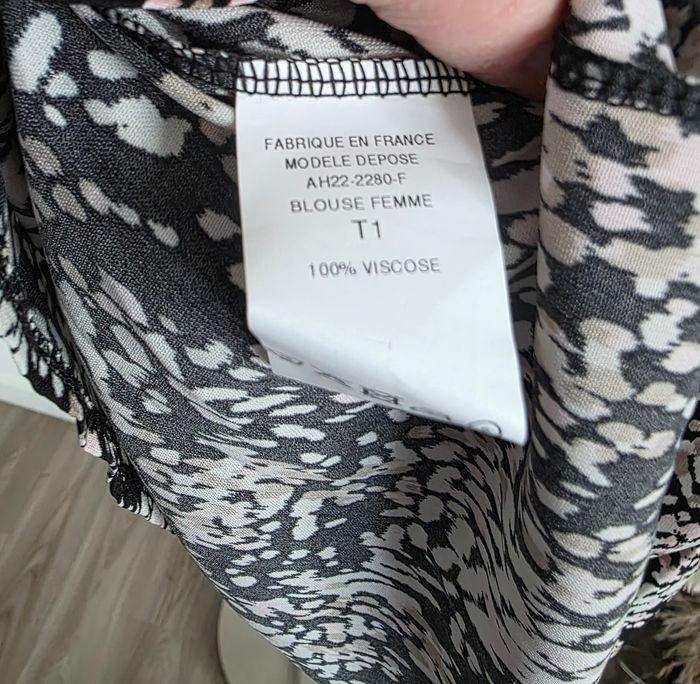 FABRIQUE EN FRANCE
MODELE DEPOSE
AH22-2280-F
BLOUSE FEMME
T1
100% VISCOSE